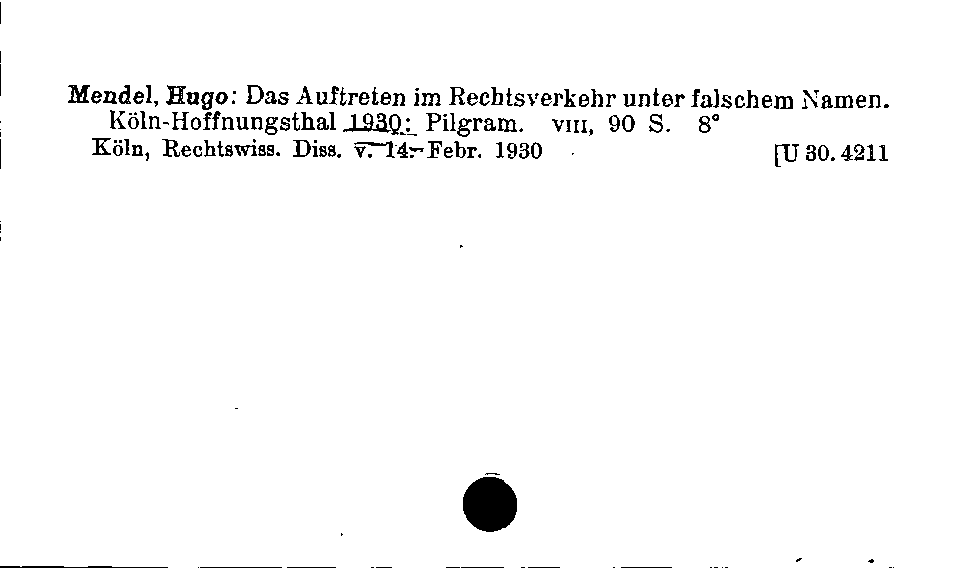 Mendel, Hugo: Das Auftreten im Rechtsverkehr unter falschem Namen.
Köln-Hoffnungsthal 1930: Pilgram. VIII, 90 S. 8°
Köln, Rechtswiss. Diss. v. 14. Febr. 1930 [U 30. 4211